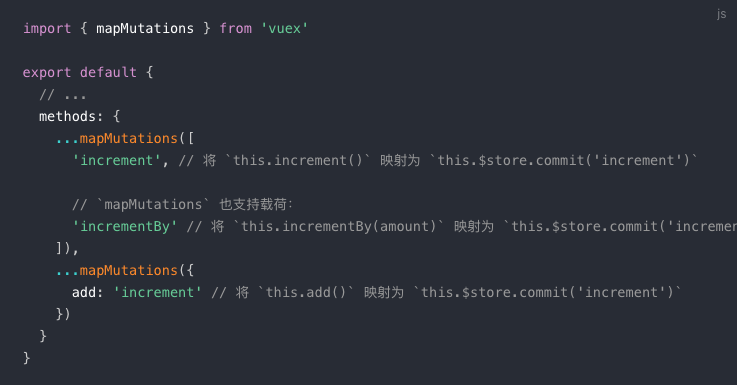 js
import { mapMutations } from 'vuex'
export default {
// ...
methods: {
...mapMutations([
'increment', // 将 `this.increment()` 映射为 `this.$store.commit('increment')`
// `mapMutations` 也支持载荷：
'incrementBy' // 将 `this.incrementBy(amount)` 映射为 `this.$store.commit('incremen
]),
...mapMutations({
add: 'increment' // 将 `this.add()` 映射为 `this.$store.commit('increment')`
})
}
}